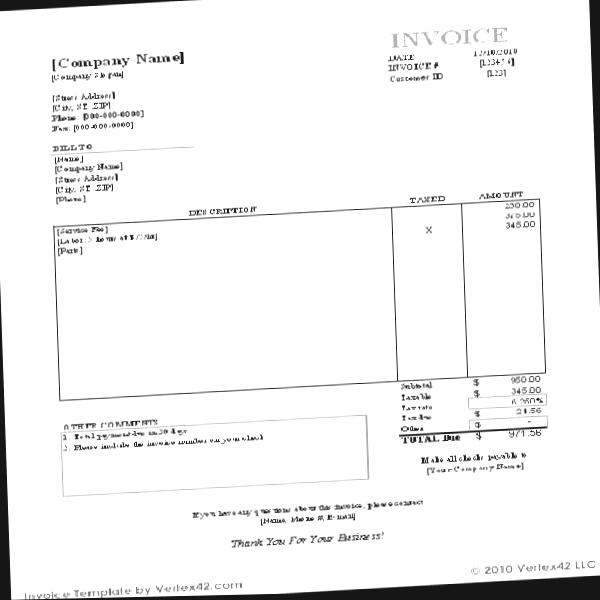 INVOICE
[Company Name]
DATE 12/10/2010
[Company Slogan]
INVOICE # [123456]
Customer ID [123]
[Street Address]
[City, ST ZIP]
Phone: [000-000-0000]
Fax: [000-000-0000]
BILL TO
[Name]
[Company Name]
[Street Address]
[City, ST ZIP]
[Phone]
DESCRIPTION TAXED AMOUNT
[Service Fee] 230.00
[Labor: 5 hours at $75/hr] 375.00
[Parts] X 345.00
Subtotal $ 950.00
Taxable $ 345.00
Tax rate 6.250%
Tax due $ 21.56
Other $ -
TOTAL Due $ 971.56
OTHER COMMENTS
1. Total payment due in 30 days
2. Please include the invoice number on your check
Make all checks payable to
[Your Company Name]
If you have any questions about this invoice, please contact
[Name, Phone #, E-mail]
Thank You For Your Business!
Invoice Template by Vertex42.com
© 2010 Vertex42 LLC